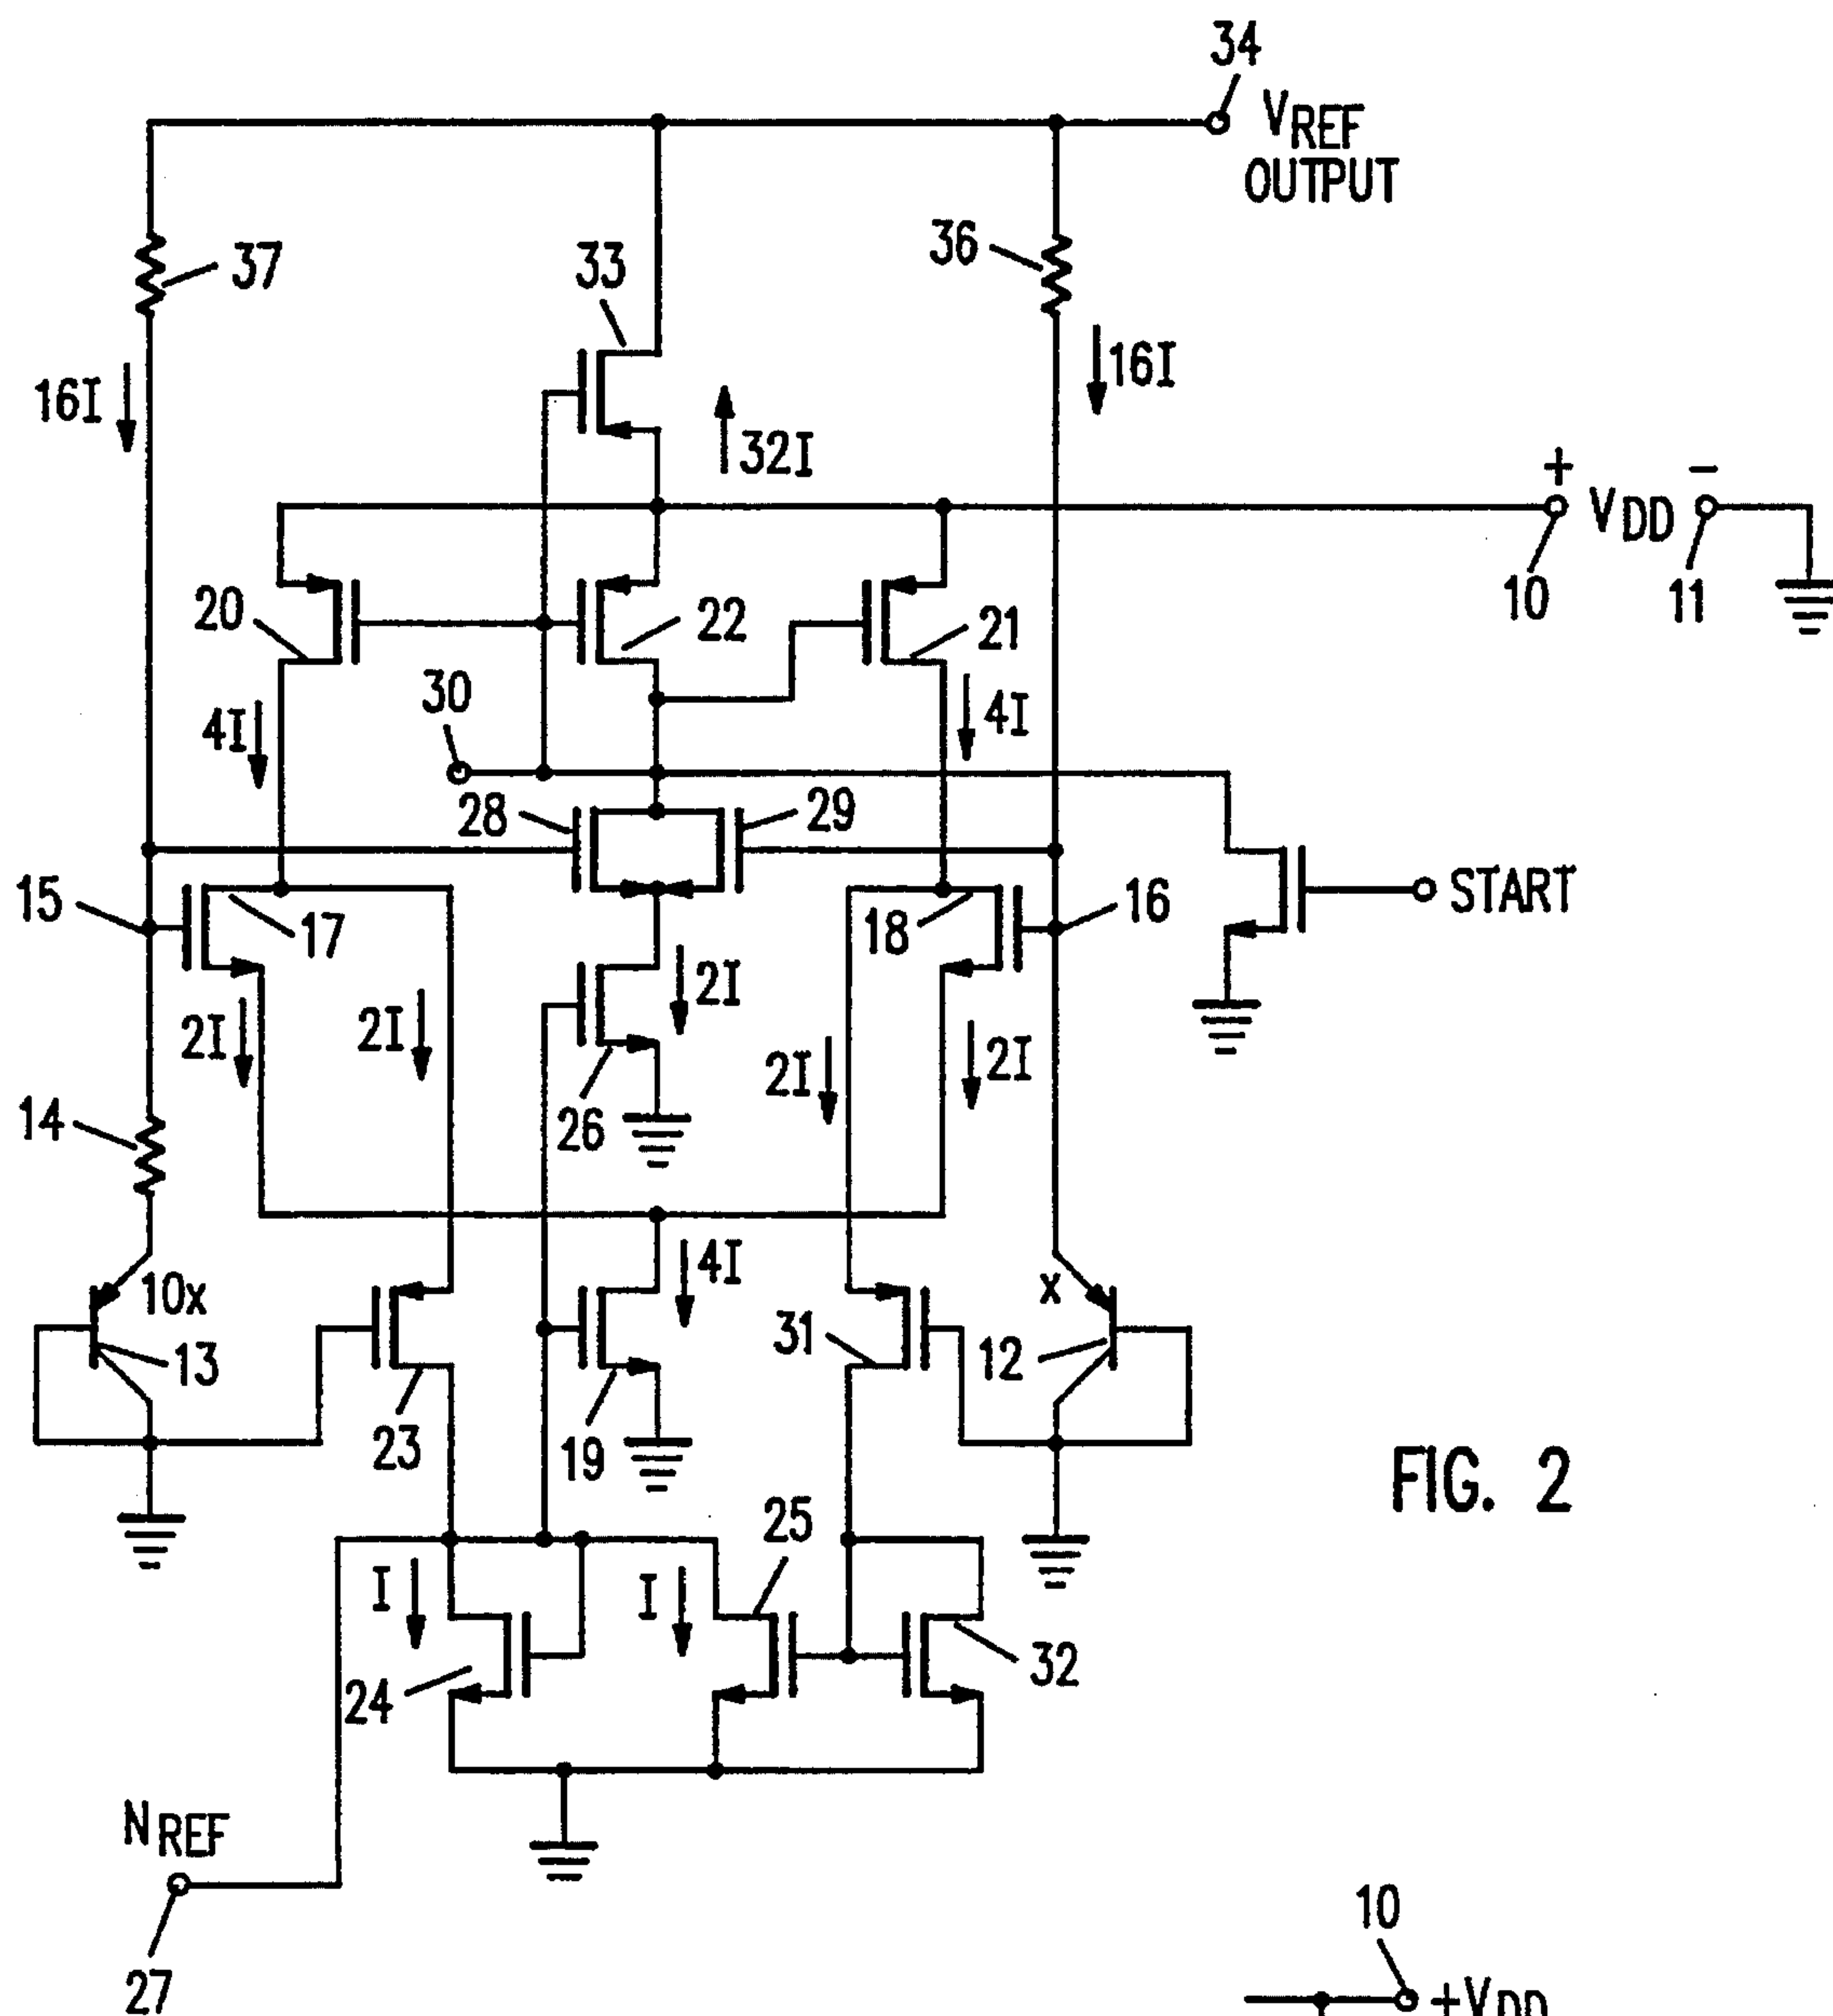 34
VREF
OUTPUT
37
33
36
16I
32I
16I
+ −
VDD
10
11
20
22
21
30
4I
4I
28
29
15
17
18
16
START
2I
2I
2I
2I
2I
14
26
10x
4I
x
13
31
12
23
19
FIG. 2
25
I
I
24
32
NREF
27
10
+VDD